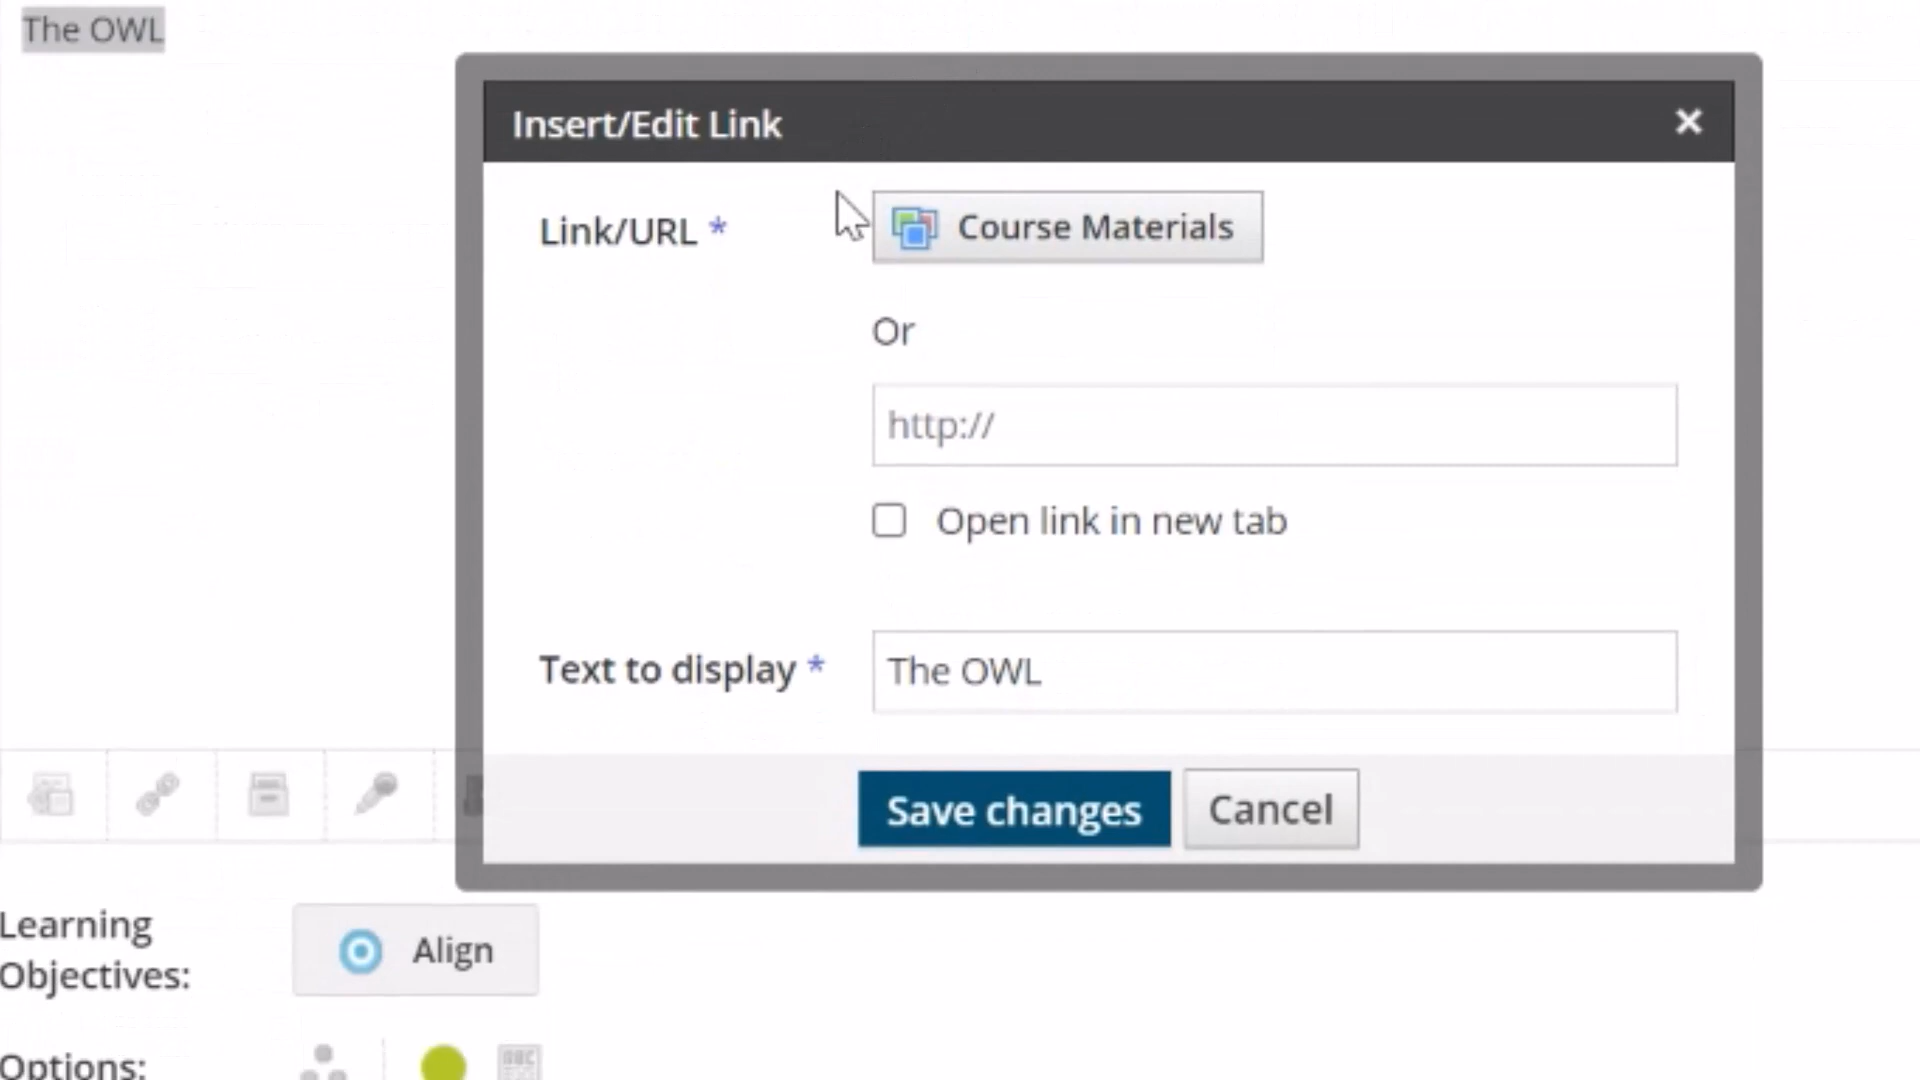 The OWL
Insert/Edit Link
Link/URL *
Course Materials
Or
http://
Open link in new tab
Text to display *
The OWL
Save changes
Cancel
Learning
Objectives:
Align
Options: